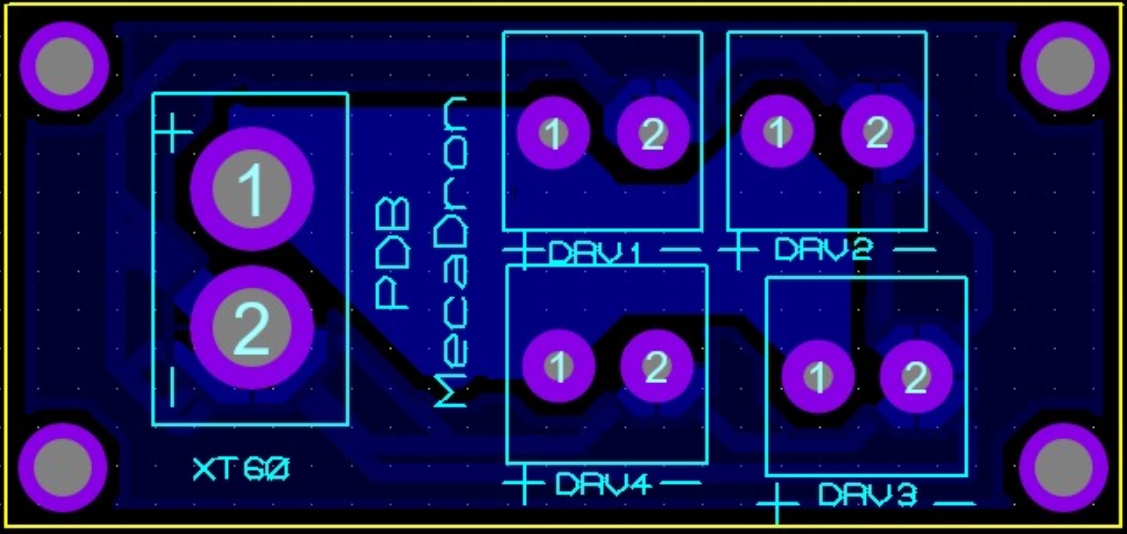 +
1
2
—
XT60
PDB
MecaDron
1 2
+ DRV1 —
1 2
+ DRV2 —
1 2
+ DRV4 —
1 2
+ DRV3 —